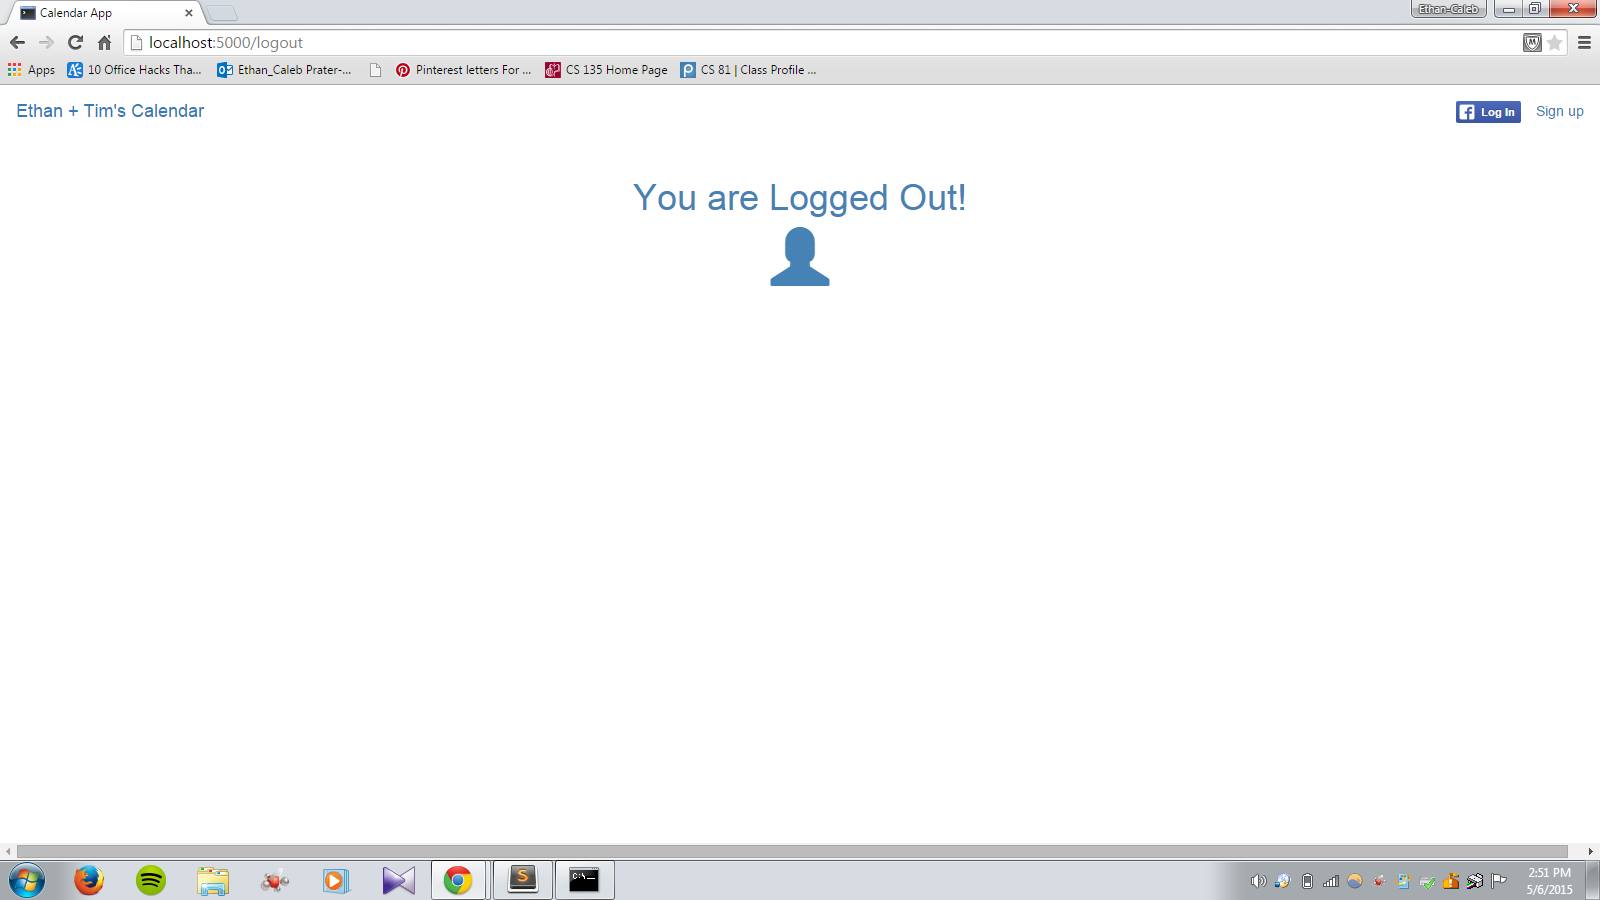 Calendar App
Ethan-Caleb
localhost:5000/logout
Apps
10 Office Hacks Tha...
Ethan_Caleb Prater-...
Pinterest letters For ...
CS 135 Home Page
CS 81 | Class Profile ...
Ethan + Tim's Calendar
Log In
Sign up
You are Logged Out!
2:51 PM
5/6/2015